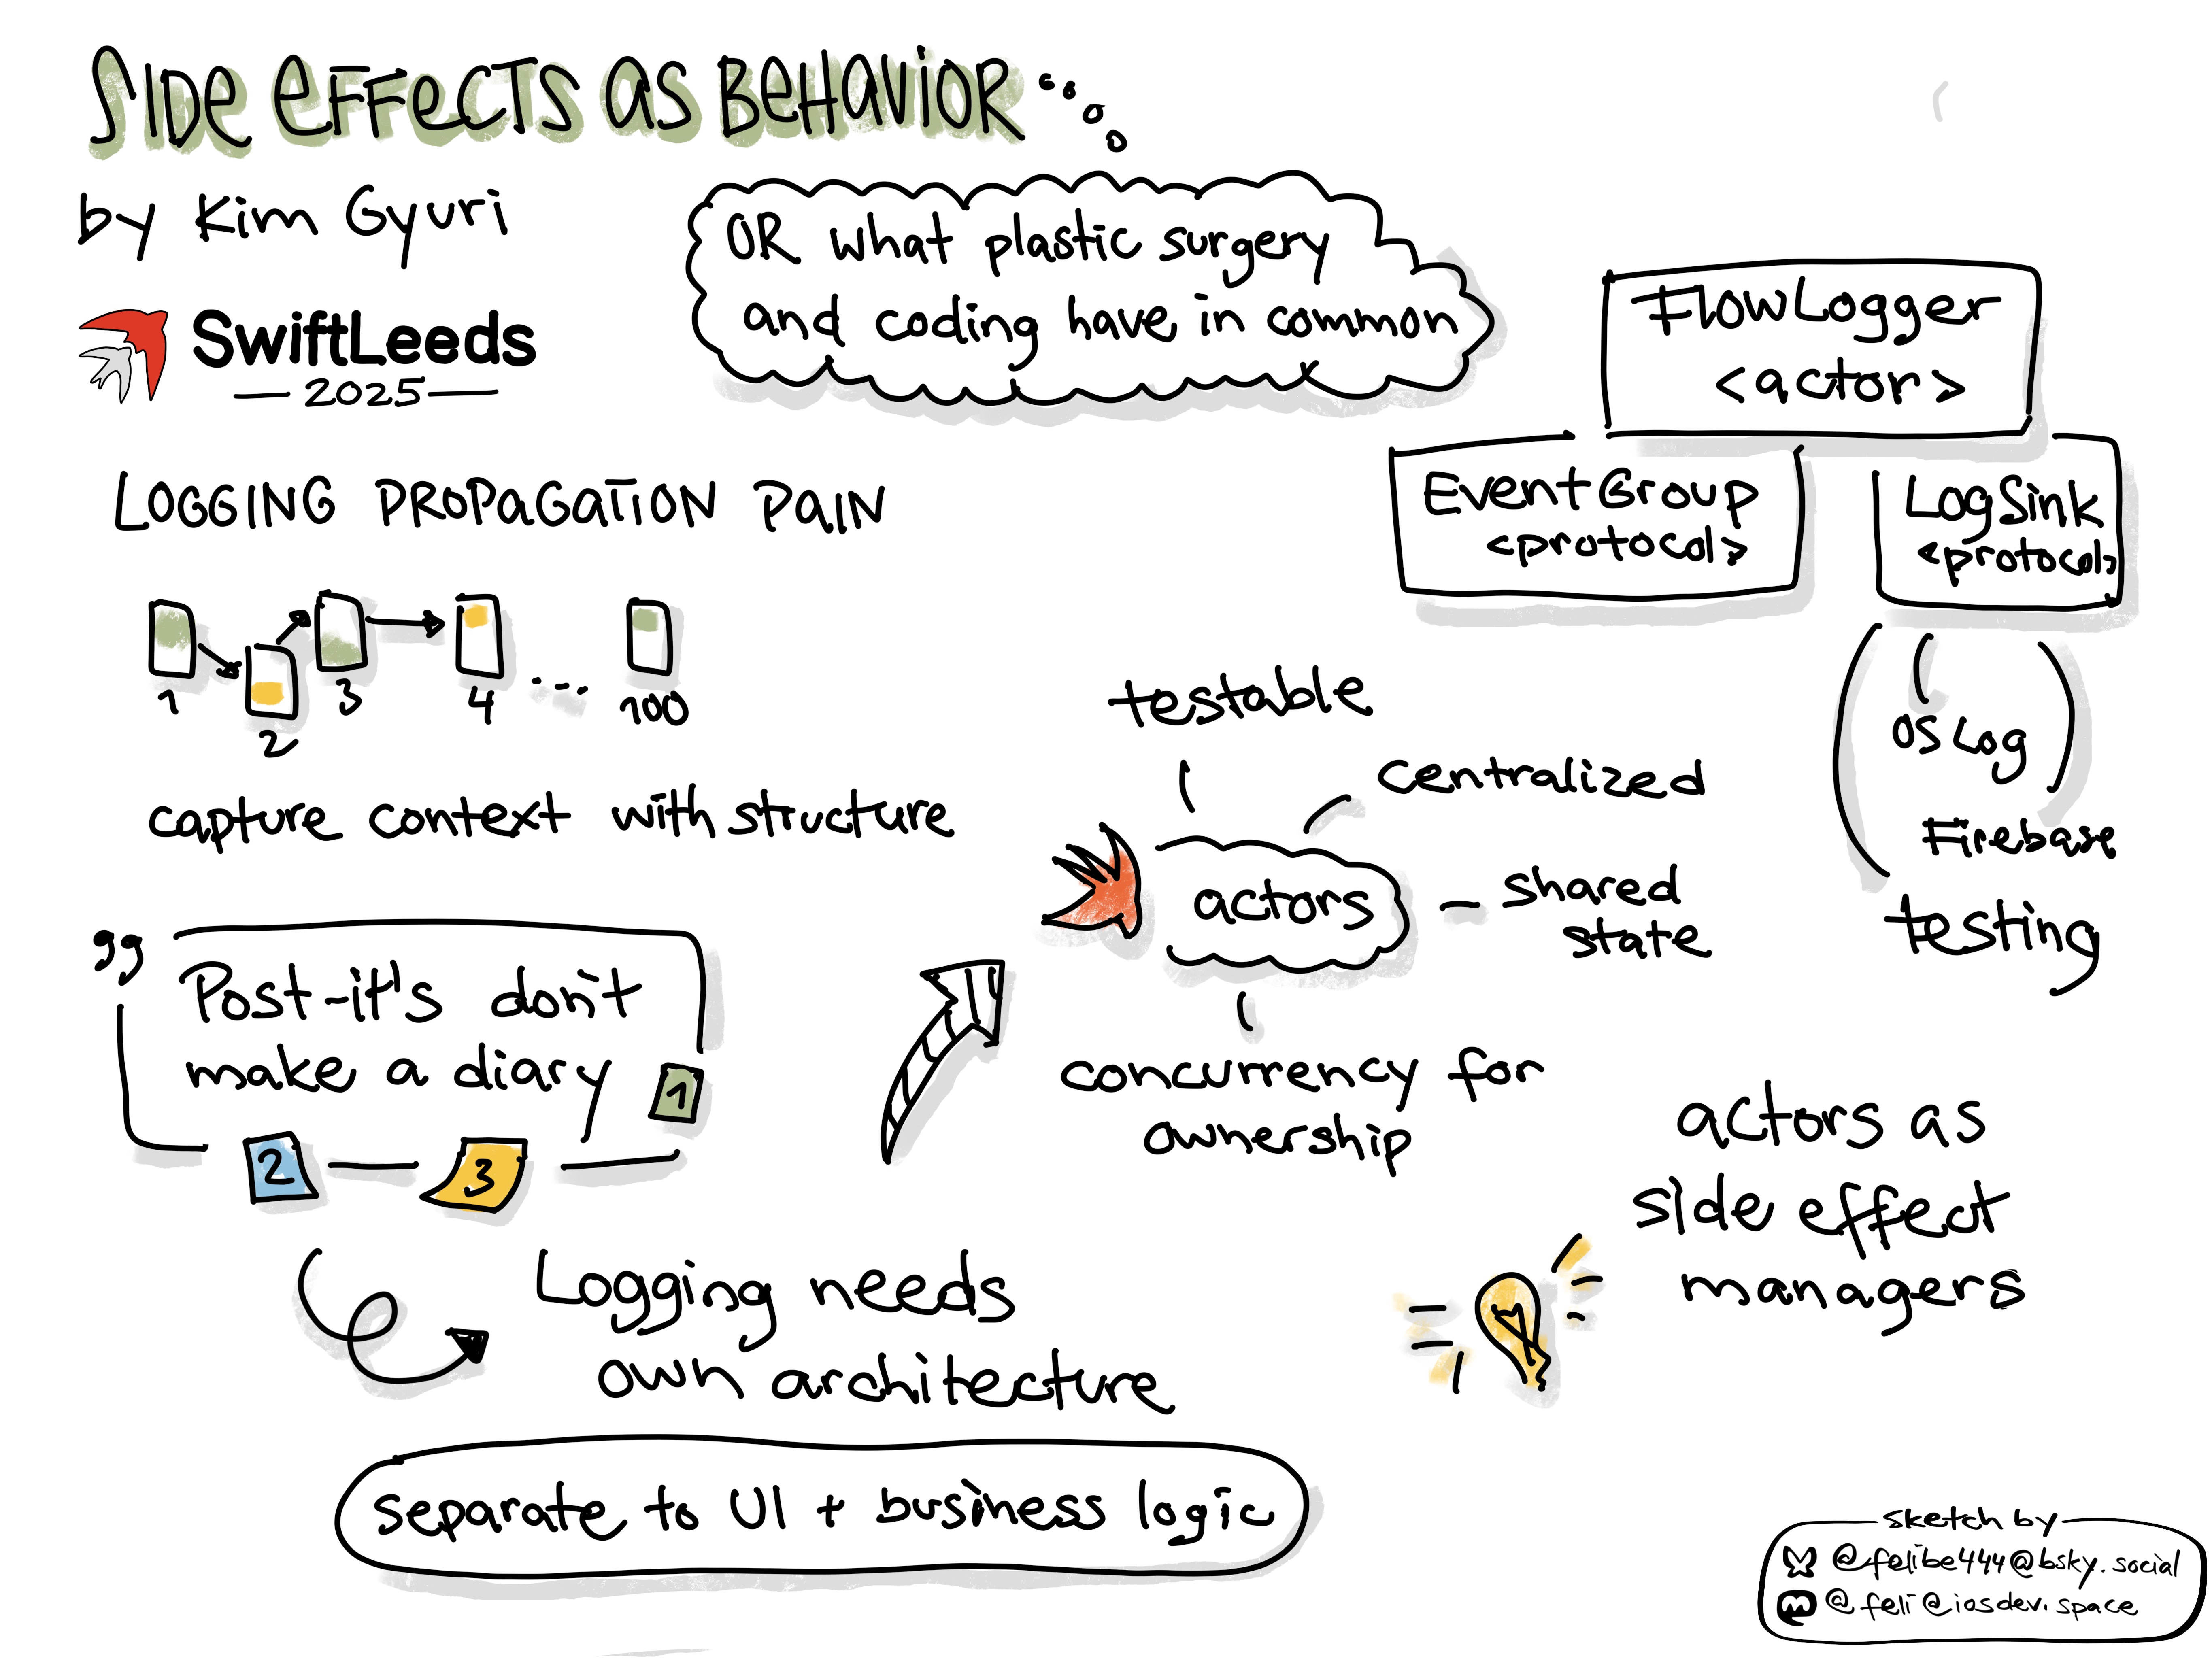 SIDE EFFECTS AS BEHAVIOR
by Kim Gyuri
SwiftLeeds
2025
OR what plastic surgery
and coding have in common
FlowLogger
<actor>
EventGroup
<protocol>
LogSink
<protocol>
OS Log
Firebase
testing
LOGGING PROPAGATION PAIN
1
2
3
4
...
100
capture context with structure
"
Post-it's don't
make a diary
1
2
3
Logging needs
own architecture
separate to UI + business logic
testable
centralized
actors
shared
state
concurrency for
ownership
actors as
side effect
managers
sketch by
@felibe444@bsky.social
@feli@iosdev.space